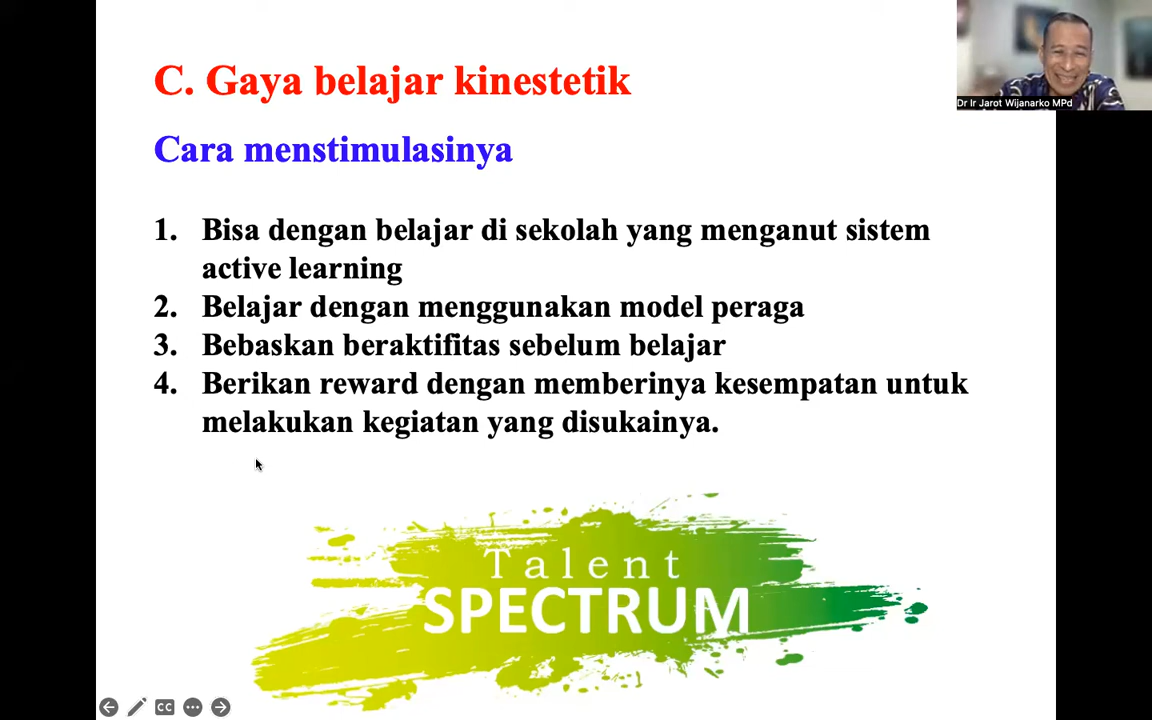 C. Gaya belajar kinestetik
Dr Ir Jarot Wijanarko MPd
Cara menstimulasinya
1. Bisa dengan belajar di sekolah yang menganut sistem
active learning
2. Belajar dengan menggunakan model peraga
3. Bebaskan beraktifitas sebelum belajar
4. Berikan reward dengan memberinya kesempatan untuk
melakukan kegiatan yang disukainya.
Talent
SPECTRUM
CC